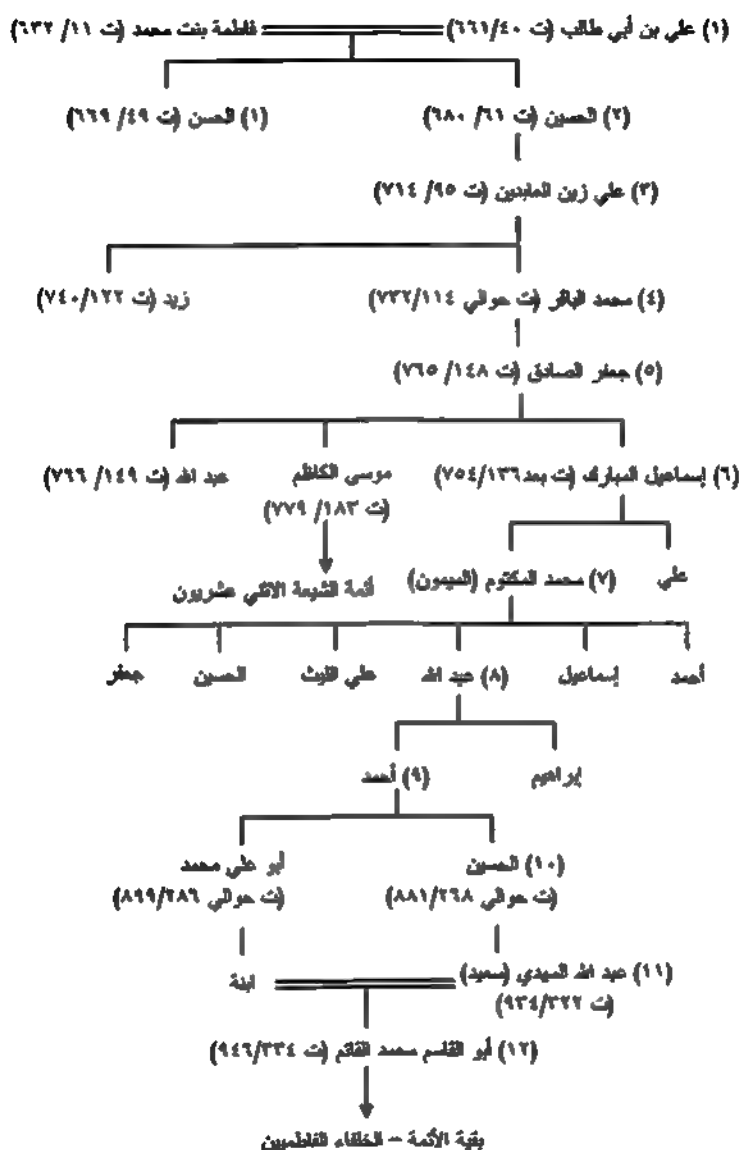 (١) علي بن أبي طالب (ت ٤٠/٦٦١) فاطمة بنت محمد (ت ١١/ ٦٣٢)
(٢) الحسين (ت ٦١/ ٦٨٠) (١) الحسن (ت ٤٩/ ٦٦٩)
(٣) علي زين العابدين (ت ٩٥/ ٧١٤)
(٤) محمد الباقر (ت حوالي ١١٤/ ٧٣٢) زيد (ت ١٢٢/ ٧٤٠)
(٥) جعفر الصادق (ت ١٤٨/ ٧٦٥)
(٦) إسماعيل المبارك (ت بعد ١٣٦/ ٧٥٤) موسى الكاظم عبد الله (ت ١٤٩/ ٧٦٦)
(ت ١٨٣/ ٧٧٩)
علي (٧) محمد المكتوم (الميمون) أئمة الشيعة الاثني عشريون
أحمد إسماعيل (٨) عبد الله علي الليث الحسين جعفر
إبراهيم (٩) أحمد
(١٠) الحسين أبو علي محمد
(ت حوالي ٢٦٨/ ٨٨١) (ت حوالي ٢٨٦/ ٨٩٩)
(١١) عبد الله المهدي (سعيد) ابنة
(ت ٣٢٢/ ٩٣٤)
(١٢) أبو القاسم محمد القائم (ت ٣٣٤/ ٩٤٦)
بقية الأئمة – الخلفاء الفاطميين